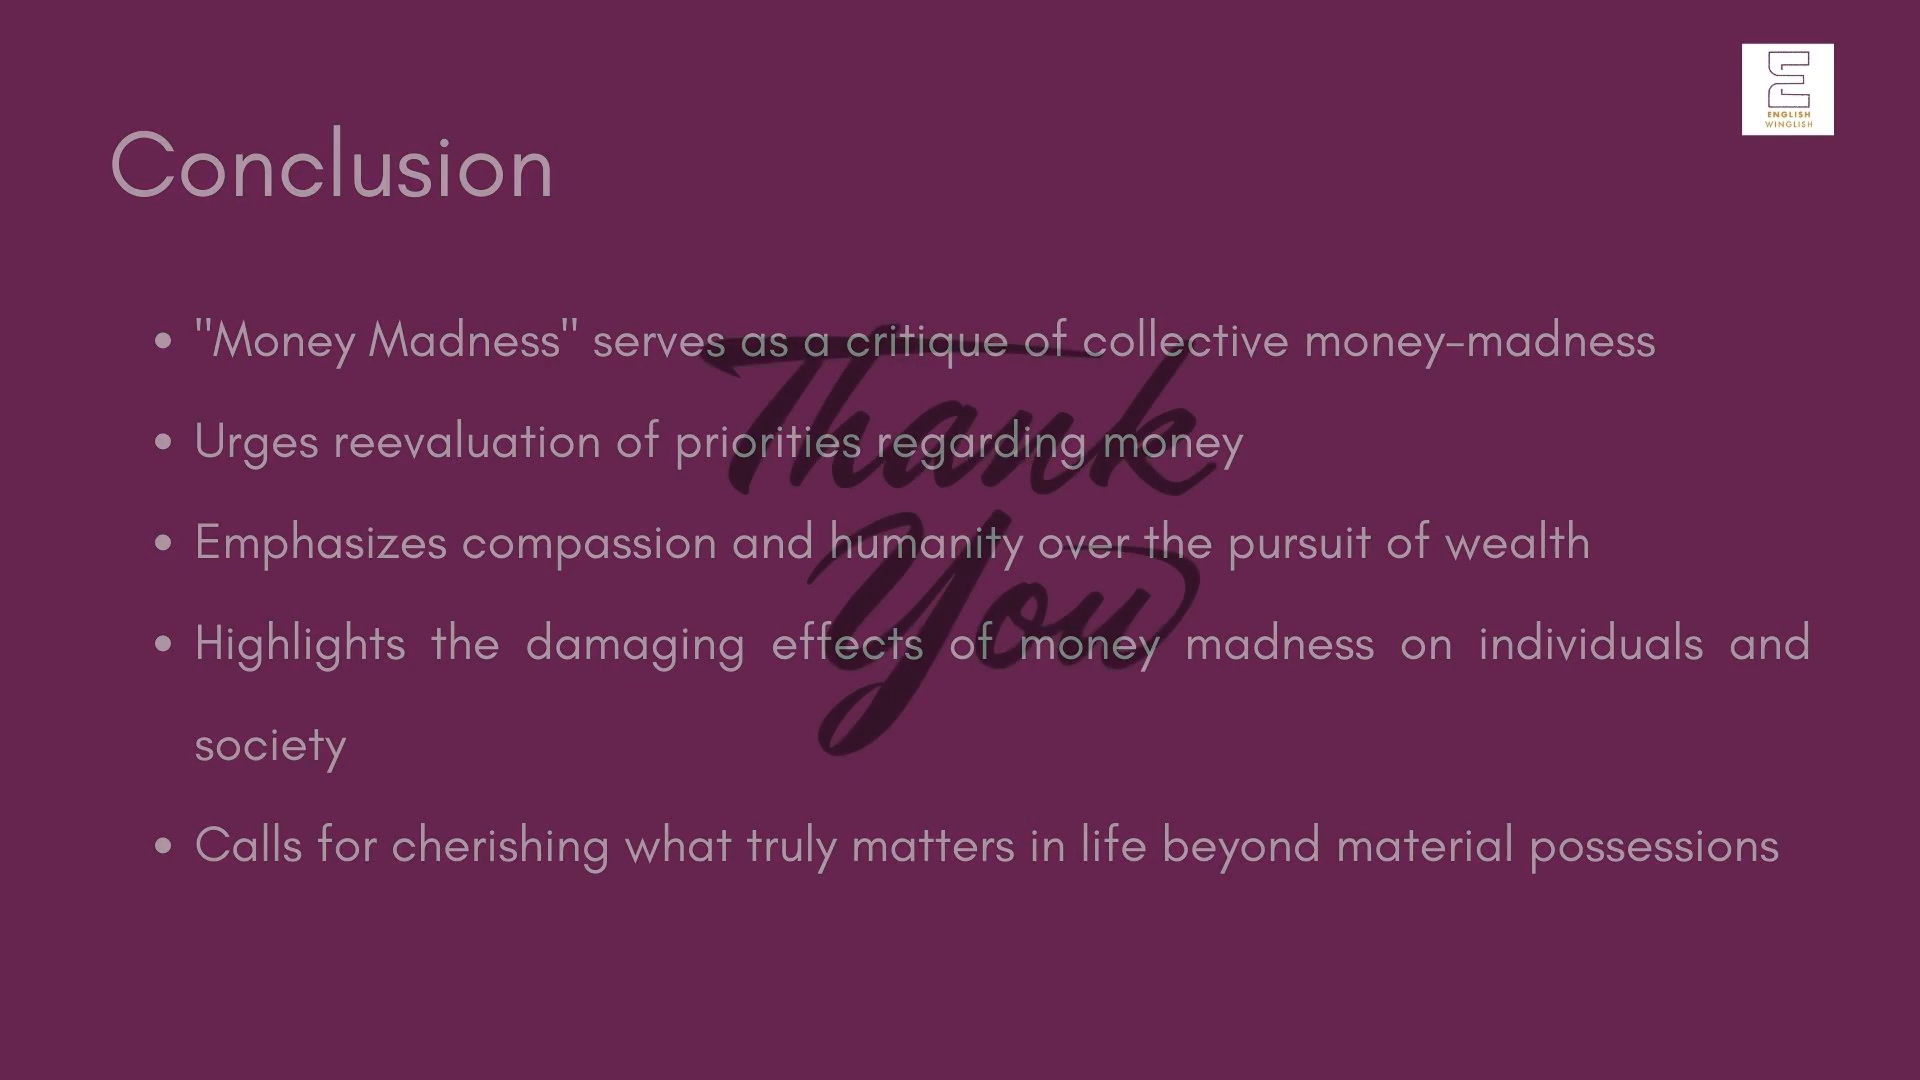 ENGLISH
WINGLISH
Conclusion
• "Money Madness" serves as a critique of collective money-madness
• Urges reevaluation of priorities regarding money
• Emphasizes compassion and humanity over the pursuit of wealth
• Highlights the damaging effects of money madness on individuals and
society
• Calls for cherishing what truly matters in life beyond material possessions
Thank
You